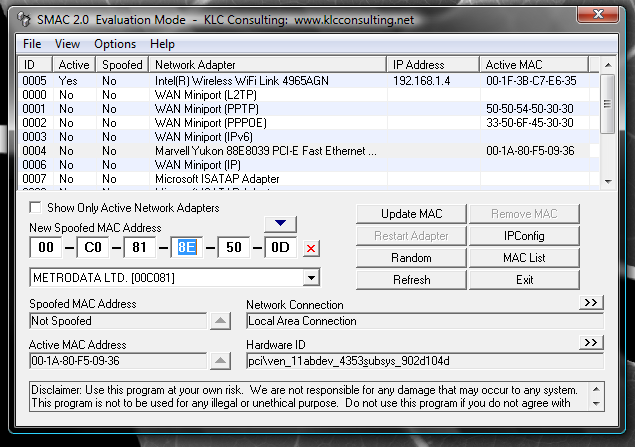 SMAC 2.0 Evaluation Mode - KLC Consulting: www.klcconsulting.net
File View Options Help
ID Active Spoofed Network Adapter IP Address Active MAC
0005 Yes No Intel(R) Wireless WiFi Link 4965AGN 192.168.1.4 00-1F-3B-C7-E6-35
0000 No No WAN Miniport (L2TP)
0001 No No WAN Miniport (PPTP) 50-50-54-50-30-30
0002 No No WAN Miniport (PPPOE) 33-50-6F-45-30-30
0003 No No WAN Miniport (IPv6)
0004 No No Marvell Yukon 88E8039 PCI-E Fast Ethernet ... 00-1A-80-F5-09-36
0006 No No WAN Miniport (IP)
0007 No No Microsoft ISATAP Adapter
Show Only Active Network Adapters
New Spoofed MAC Address
00 - C0 - 81 - 8E - 50 - 0D
METRODATA LTD. [00C081]
Update MAC Remove MAC
Restart Adapter IPConfig
Random MAC List
Refresh Exit
Spoofed MAC Address Network Connection >>
Not Spoofed Local Area Connection
Active MAC Address Hardware ID >>
00-1A-80-F5-09-36 pci\ven_11abdev_4353subsys_902d104d
Disclaimer: Use this program at your own risk. We are not responsible for any damage that may occur to any system.
This program is not to be used for any illegal or unethical purpose. Do not use this program if you do not agree with